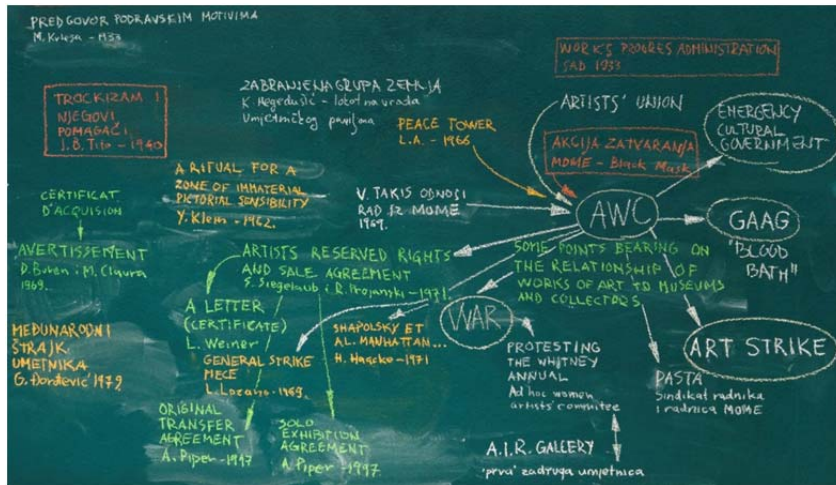 PREDGOVOR PODRAVSKIM MOTIVIMA
M. Krleža - 1933
TROCKIZAM I
NJEGOVI
POMAGAČI,
J. B. Tito - 1940
ZABRANJENA GRUPA ZEMLJA
K. Hegedušić - lokot na vrata
Umjetničkog paviljona
WORKS PROGRES ADMINISTRATION
SAD 1933
ARTISTS' UNION
EMERGENCY
CULTURAL
GOVERNMENT
PEACE TOWER
L.A. - 1966
AKCIJA ZATVARANJA
MOME - Black Mask
A RITUAL FOR A
ZONE OF IMMATERIAL
PICTORIAL SENSIBILITY
Y. Klein - 1962.
V. TAKIS ODNOSI
RAD IZ MOME
1969.
AWC
GAAG
"BLOOD
BATH"
CERTIFICAT
D'ACQUISION
AVERTISSEMENT
D. Buren i M. Claura
1969.
ARTISTS RESERVED RIGHTS
AND SALE AGREEMENT
S. Siegelaub i R. Projanski - 1971.
SOME POINTS BEARING ON
THE RELATIONSHIP OF
WORKS OF ART TO MUSEUMS
AND COLLECTORS
A LETTER
(CERTIFICATE)
L. Weiner
GENERAL STRIKE
PIECE
L. Lozano - 1969.
SHAPOLSKY ET
AL. MANHATTAN...
H. Haacke - 1971
WAR
ART STRIKE
MEĐUNARODNI
ŠTRAJK
UMETNIKA
G. Đorđević 1979.
PROTESTING
THE WHITNEY
ANNUAL
Ad hoc women
artists' commitee
PASTA
Sindikat radnika
i radnica MOME
ORIGINAL
TRANSFER
AGREEMENT
A. Piper - 1997
SOLO
EXHIBITION
AGREEMENT
A. Piper - 1997.
A.I.R. GALLERY
'prva' zadruga umjetnica